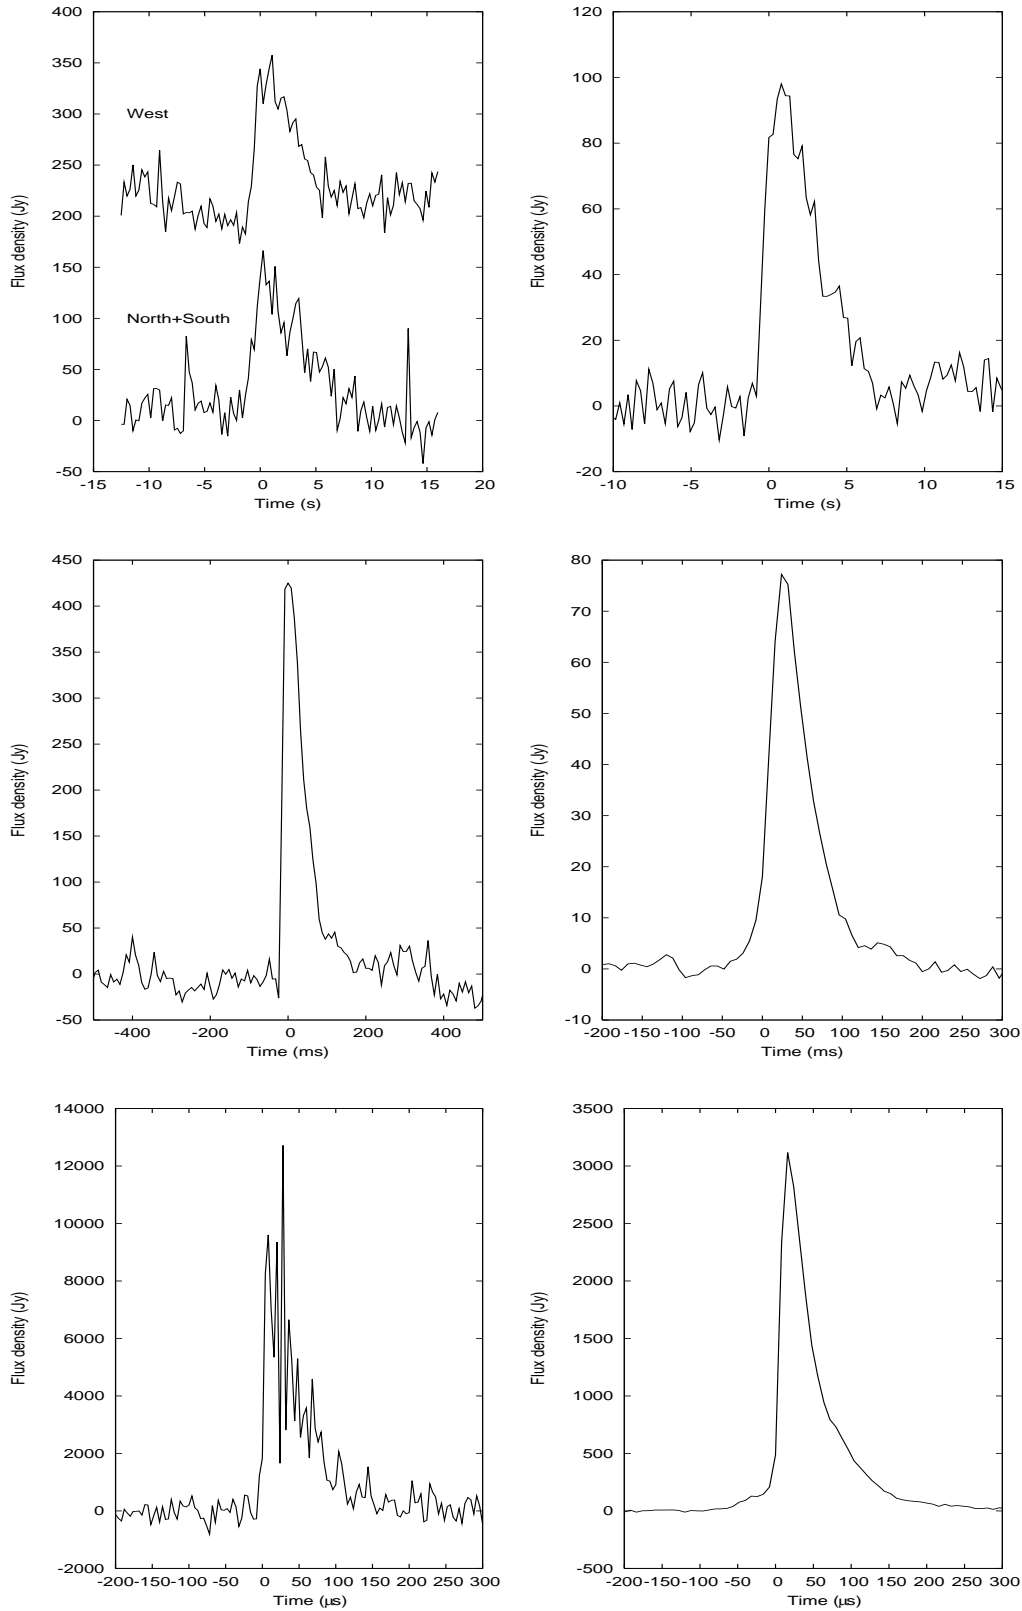 400
350
300
250
200
150
100
50
0
-50
Flux density (Jy)
West
North+South
-15 -10 -5 0 5 10 15 20
Time (s)
120
100
80
60
40
20
0
-20
Flux density (Jy)
-10 -5 0 5 10 15
Time (s)
450
400
350
300
250
200
150
100
50
0
-50
Flux density (Jy)
-400 -200 0 200 400
Time (ms)
80
70
60
50
40
30
20
10
0
-10
Flux density (Jy)
-200 -150 -100 -50 0 50 100 150 200 250 300
Time (ms)
14000
12000
10000
8000
6000
4000
2000
0
-2000
Flux density (Jy)
-200 -150 -100 -50 0 50 100 150 200 250 300
Time (μs)
3500
3000
2500
2000
1500
1000
500
0
-500
Flux density (Jy)
-200 -150 -100 -50 0 50 100 150 200 250 300
Time (μs)